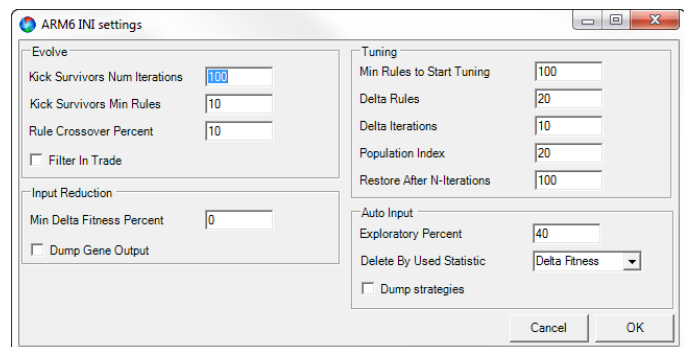 ARM6 INI settings
Evolve
Kick Survivors Num Iterations 100
Kick Survivors Min Rules 10
Rule Crossover Percent 10
Filter In Trade
Input Reduction
Min Delta Fitness Percent 0
Dump Gene Output
Tuning
Min Rules to Start Tuning 100
Delta Rules 20
Delta Iterations 10
Population Index 20
Restore After N-Iterations 100
Auto Input
Exploratory Percent 40
Delete By Used Statistic Delta Fitness
Dump strategies
Cancel OK